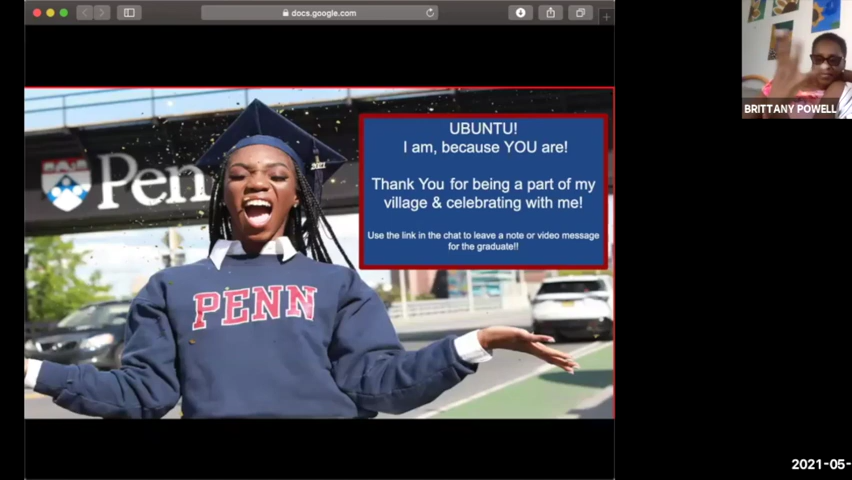 docs.google.com
UBUNTU!
I am, because YOU are!
Thank You for being a part of my
village & celebrating with me!
Use the link in the chat to leave a note or video message
for the graduate!!
Penn
PENN
BRITTANY POWELL
2021-05-